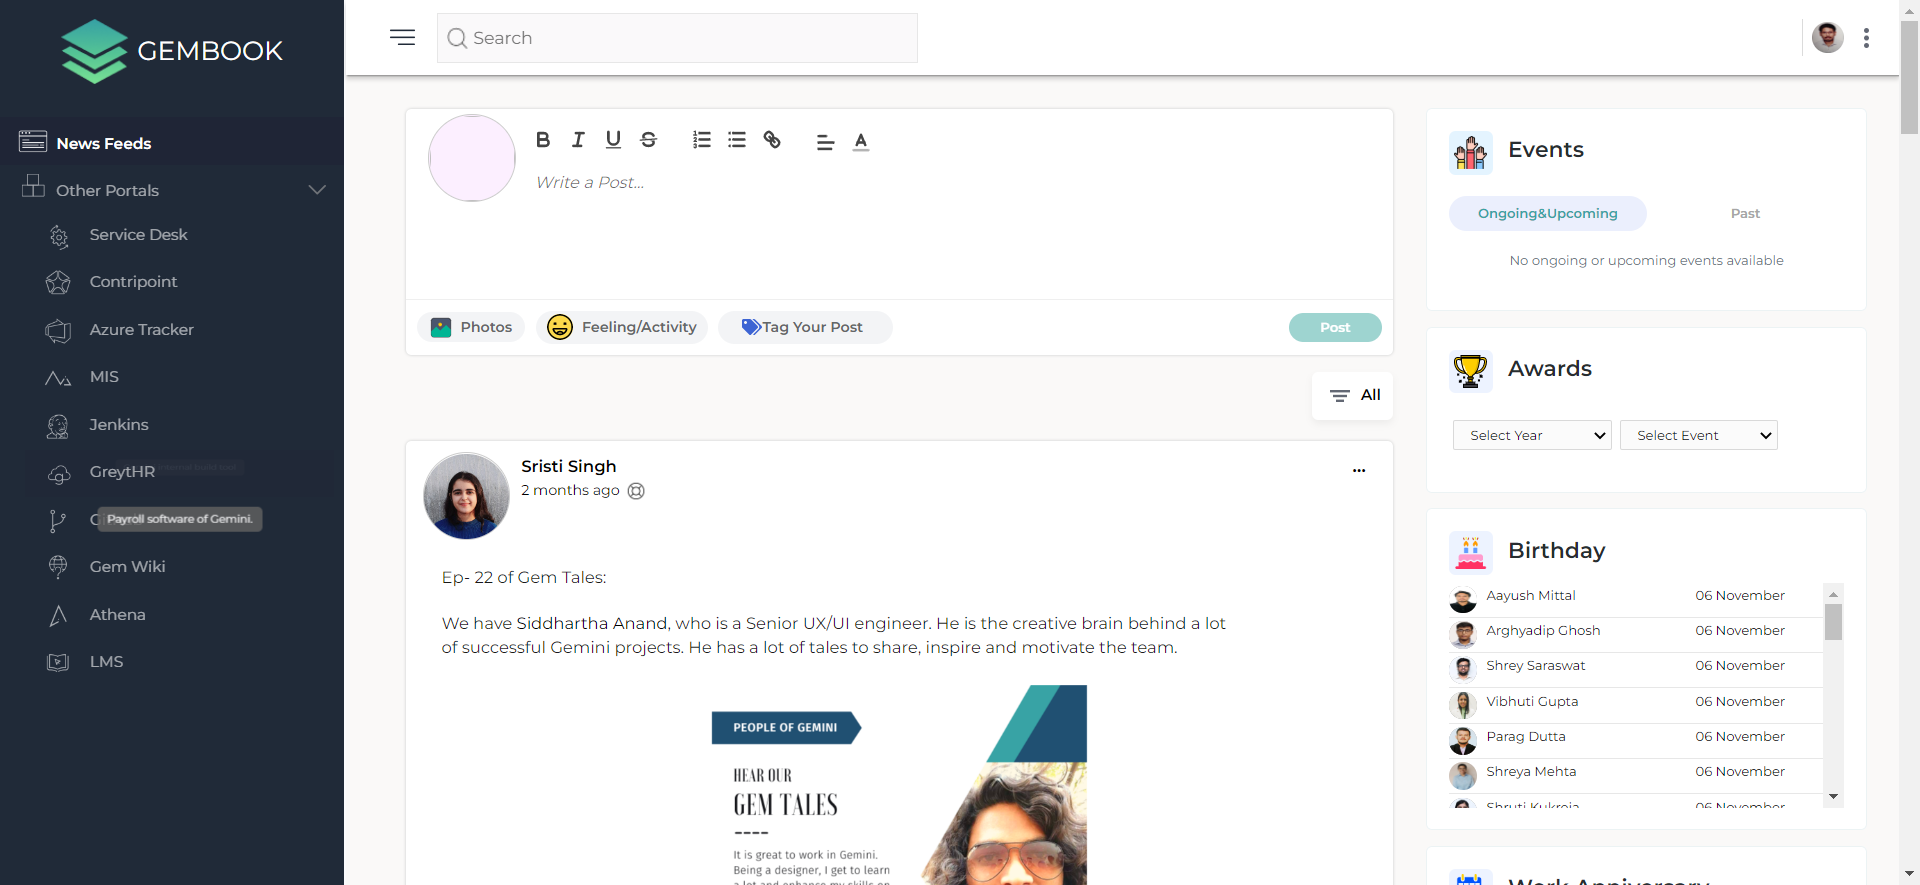 GEMBOOK
Search
News Feeds
Other Portals
Service Desk
Contripoint
Azure Tracker
MIS
Jenkins
GreytHR
Payroll software of Gemini.
Gem Wiki
Athena
LMS
Write a Post...
Photos
Feeling/Activity
Tag Your Post
Post
All
Sristi Singh
2 months ago
Ep- 22 of Gem Tales:
We have Siddhartha Anand, who is a Senior UX/UI engineer. He is the creative brain behind a lot
of successful Gemini projects. He has a lot of tales to share, inspire and motivate the team.
PEOPLE OF GEMINI
HEAR OUR
GEM TALES
It is great to work in Gemini.
Being a designer, I get to learn
a lot and enhance my skills on
Events
Ongoing&Upcoming Past
No ongoing or upcoming events available
Awards
Select Year Select Event
Birthday
Aayush Mittal 06 November
Arghyadip Ghosh 06 November
Shrey Saraswat 06 November
Vibhuti Gupta 06 November
Parag Dutta 06 November
Shreya Mehta 06 November
Shruti Kukreja 06 November
Work Anniversary